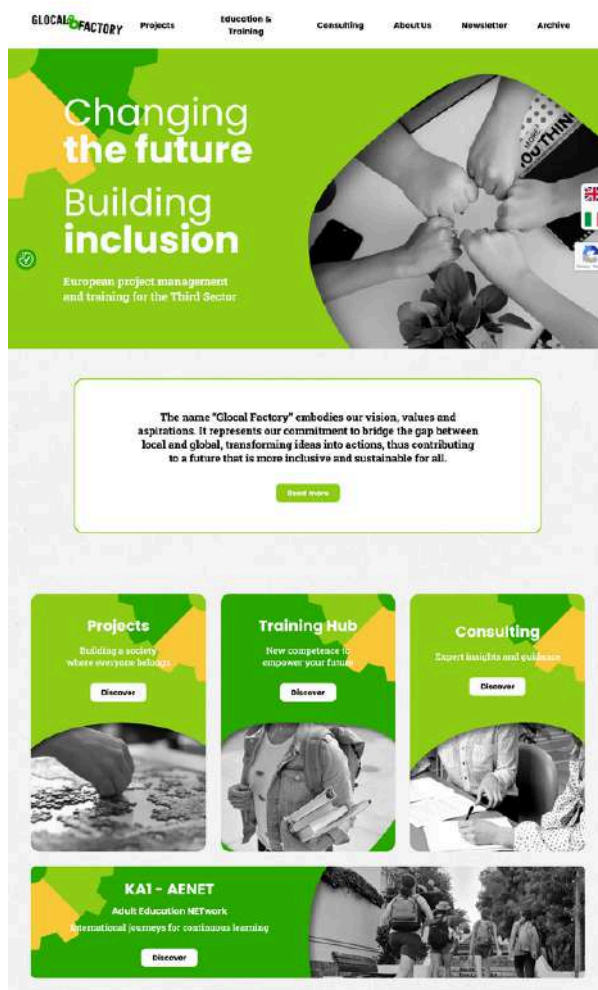 GLOCAL FACTORY
Projects
Education &
Training
Consulting
About Us
Newsletter
Archive
Changing
the future
Building
inclusion
European project management
and training for the Third Sector
YOU THIN
The name "Glocal Factory" embodies our vision, values and
aspirations. It represents our commitment to bridge the gap between
local and global, transforming ideas into actions, thus contributing
to a future that is more inclusive and sustainable for all.
Read more
Projects
Building a society
where everyone belongs
Discover
Training Hub
New competence to
empower your future
Discover
Consulting
Expert insights and guidance
Discover
KA1 - AENET
Adult Education NETwork
International journeys for continuous learning
Discover